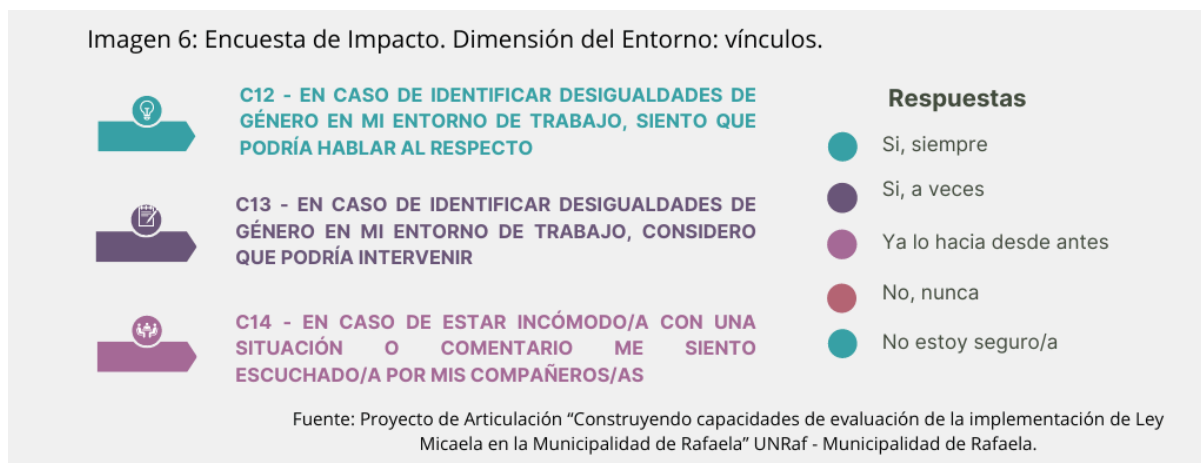 Imagen 6: Encuesta de Impacto. Dimensión del Entorno: vínculos.
C12 - EN CASO DE IDENTIFICAR DESIGUALDADES DE
GÉNERO EN MI ENTORNO DE TRABAJO, SIENTO QUE
PODRÍA HABLAR AL RESPECTO
C13 - EN CASO DE IDENTIFICAR DESIGUALDADES DE
GÉNERO EN MI ENTORNO DE TRABAJO, CONSIDERO
QUE PODRÍA INTERVENIR
C14 - EN CASO DE ESTAR INCÓMODO/A CON UNA
SITUACIÓN O COMENTARIO ME SIENTO
ESCUCHADO/A POR MIS COMPAÑEROS/AS
Respuestas
Si, siempre
Si, a veces
Ya lo hacia desde antes
No, nunca
No estoy seguro/a
Fuente: Proyecto de Articulación “Construyendo capacidades de evaluación de la implementación de Ley
Micaela en la Municipalidad de Rafaela” UNRaf - Municipalidad de Rafaela.